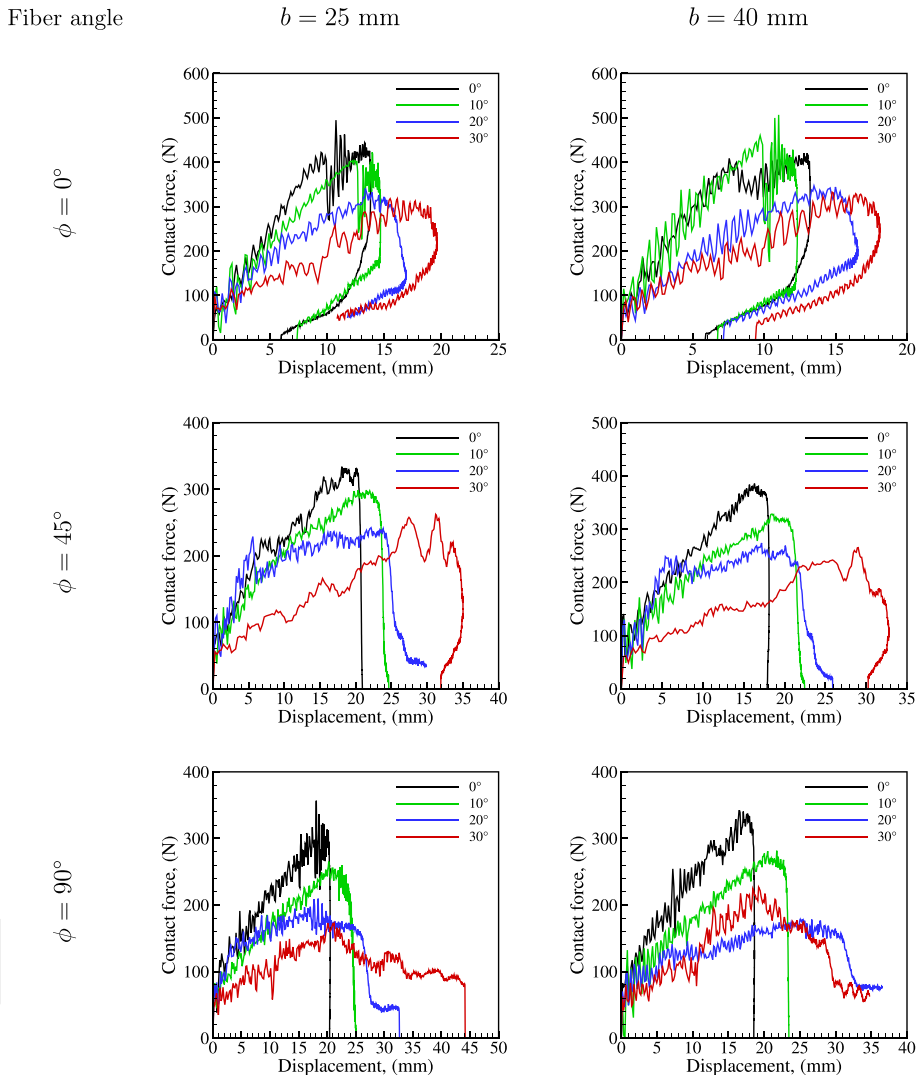 Fiber angle b = 25 mm b = 40 mm
ϕ = 0°
Contact force, (N)
600
500
400
300
200
100
0
0 5 10 15 20 25
Displacement, (mm)
0°
10°
20°
30°
Contact force, (N)
600
500
400
300
200
100
0
0 5 10 15 20
Displacement, (mm)
0°
10°
20°
30°
ϕ = 45°
Contact force, (N)
400
300
200
100
0
0 5 10 15 20 25 30 35 40
Displacement, (mm)
0°
10°
20°
30°
Contact force, (N)
500
400
300
200
100
0
0 5 10 15 20 25 30 35
Displacement, (mm)
0°
10°
20°
30°
ϕ = 90°
Contact force, (N)
400
300
200
100
0
0 5 10 15 20 25 30 35 40 45 50
Displacement, (mm)
0°
10°
20°
30°
Contact force, (N)
400
300
200
100
0
0 5 10 15 20 25 30 35 40
Displacement, (mm)
0°
10°
20°
30°